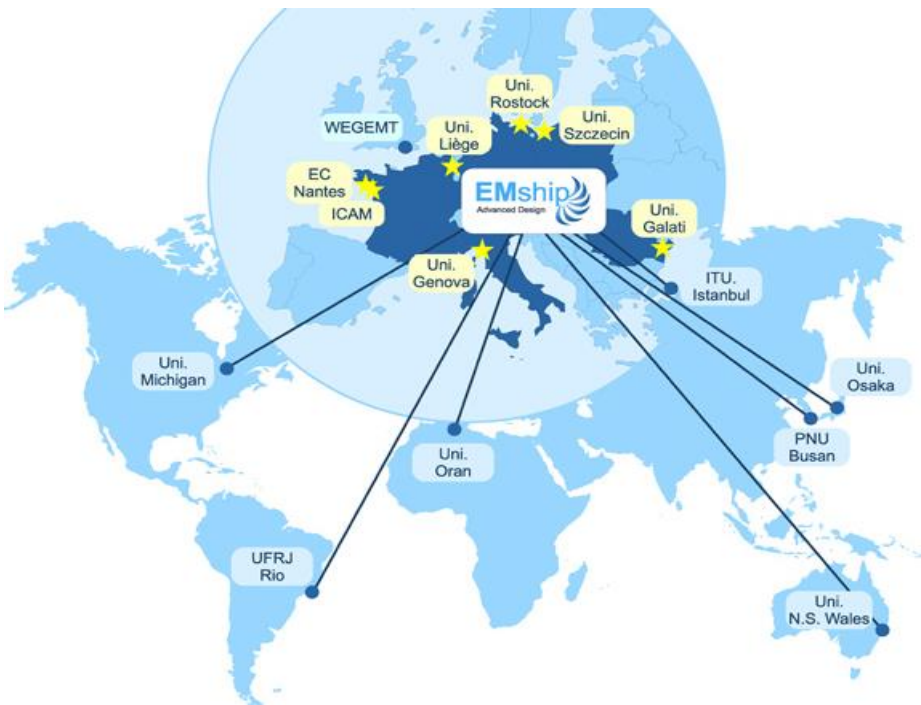 Uni.
Rostock
Uni.
Szczecin
WEGEMT
Uni.
Liège
EC
Nantes
ICAM
EMship
Advanced Design
Uni.
Galati
Uni.
Genova
ITU.
Istanbul
Uni.
Michigan
Uni.
Osaka
PNU
Busan
Uni.
Oran
UFRJ
Rio
Uni.
N.S. Wales